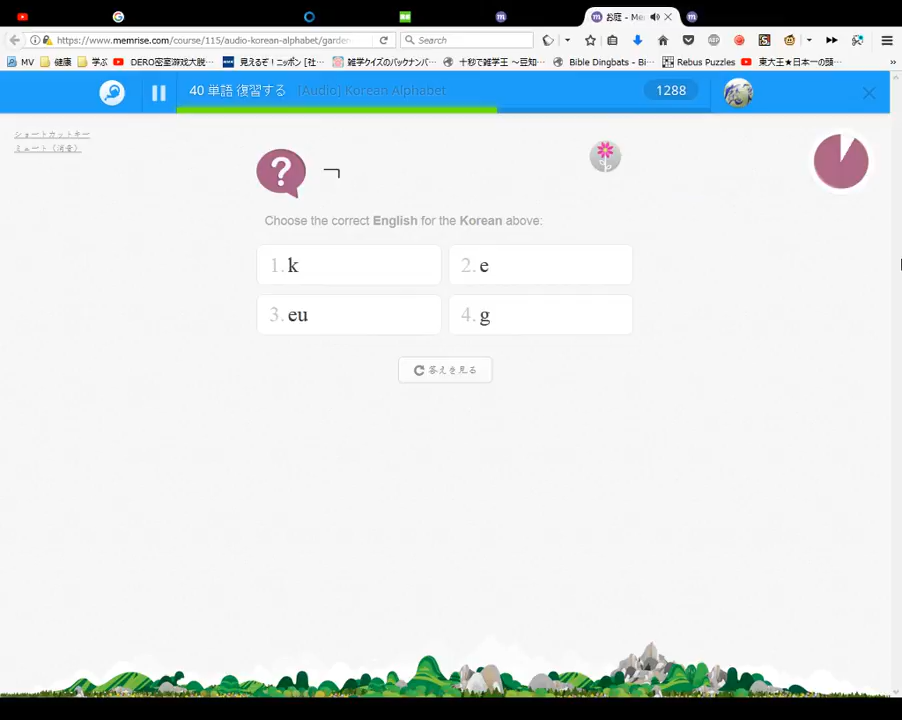 お庭 - Me
https://www.memrise.com/course/115/audio-korean-alphabet/garden
Search
MV 健康 学ぶ DERO密室游戏大脱... 見えるぞ！ニッポン [社... 雑学クイズのバックナンバ... 十秒で雑学王 ～豆知... Bible Dingbats - Bi... Rebus Puzzles 東大王★日本一の頭...
40 単語 復習する [Audio] Korean Alphabet 1288
ショートカットキー
ミュート（消音）
? ㄱ
Choose the correct English for the Korean above:
1. k
2. e
3. eu
4. g
答えを見る